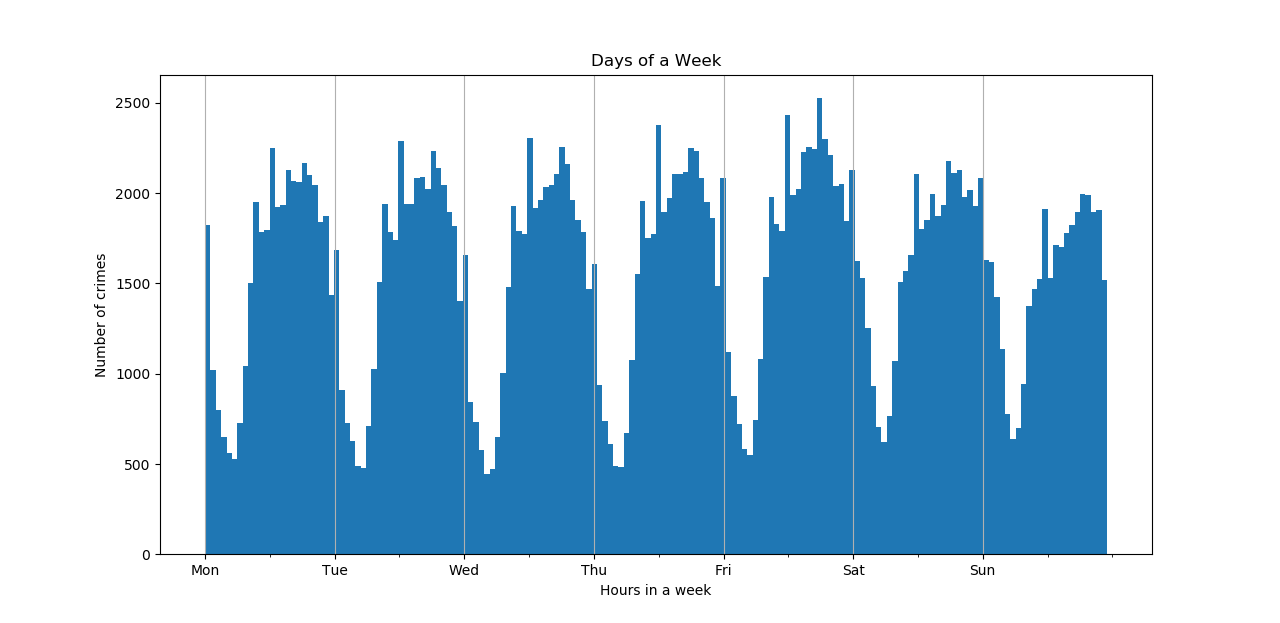 Days of a Week
Number of crimes
2500
2000
1500
1000
500
0
Mon Tue Wed Thu Fri Sat Sun
Hours in a week